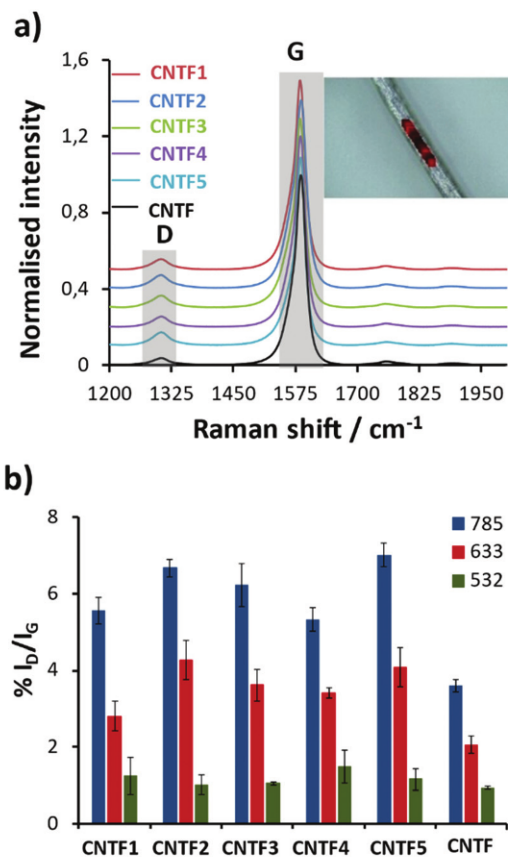 a)
G
1,6
CNTF1
CNTF2
1,2
CNTF3
CNTF4
0,8
CNTF5
CNTF
D
0,4
0
1200 1325 1450 1575 1700 1825 1950
Normalised intensity
Raman shift / cm-1
b)
8
785
633
532
6
4
2
0
% ID/IG
CNTF1 CNTF2 CNTF3 CNTF4 CNTF5 CNTF